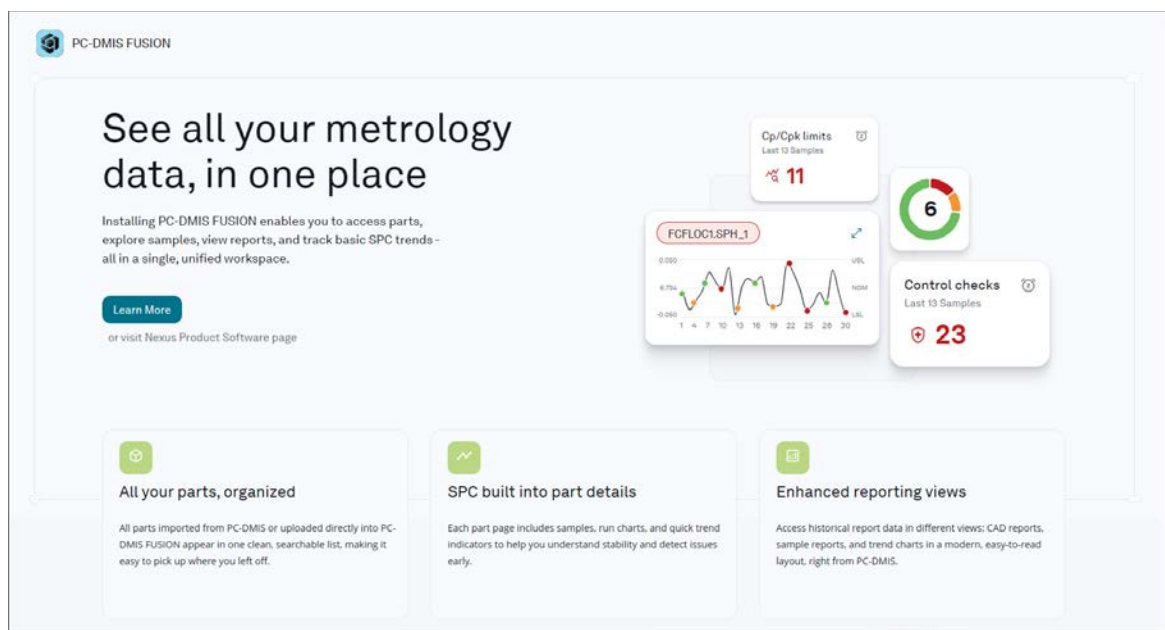 PC-DMIS FUSION
See all your metrology
data, in one place
Installing PC-DMIS FUSION enables you to access parts,
explore samples, view reports, and track basic SPC trends -
all in a single, unified workspace.
Learn More
or visit Nexus Product Software page
Cp/Cpk limits
Last 13 Samples
11
6
FCFLOC1.SPH_1
0.050
USL
6.704
NOM
-0.050
LSL
1 4 7 10 13 16 19 22 25 28 30
Control checks
Last 13 Samples
23
All your parts, organized
All parts imported from PC-DMIS or uploaded directly into PC-
DMIS FUSION appear in one clean, searchable list, making it
easy to pick up where you left off.
SPC built into part details
Each part page includes samples, run charts, and quick trend
indicators to help you understand stability and detect issues
early.
Enhanced reporting views
Access historical report data in different views: CAD reports,
sample reports, and trend charts in a modern, easy-to-read
layout, right from PC-DMIS.